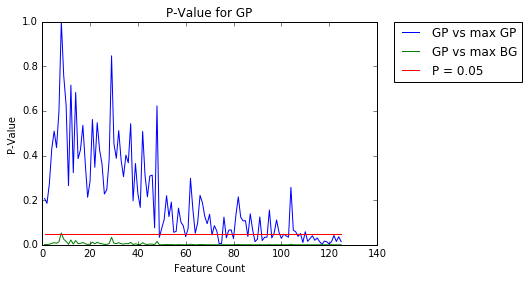 P-Value for GP
1.0
0.8
0.6
0.4
0.2
0.0
P-Value
0 20 40 60 80 100 120 140
Feature Count
GP vs max GP
GP vs max BG
P = 0.05